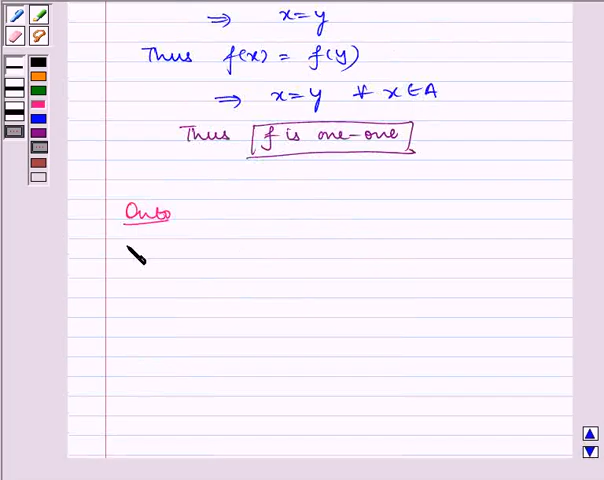 ⇒ x=y
Thus f(x) = f(y)
⇒ x=y ∀ x∈A
Thus f is one-one
Onto